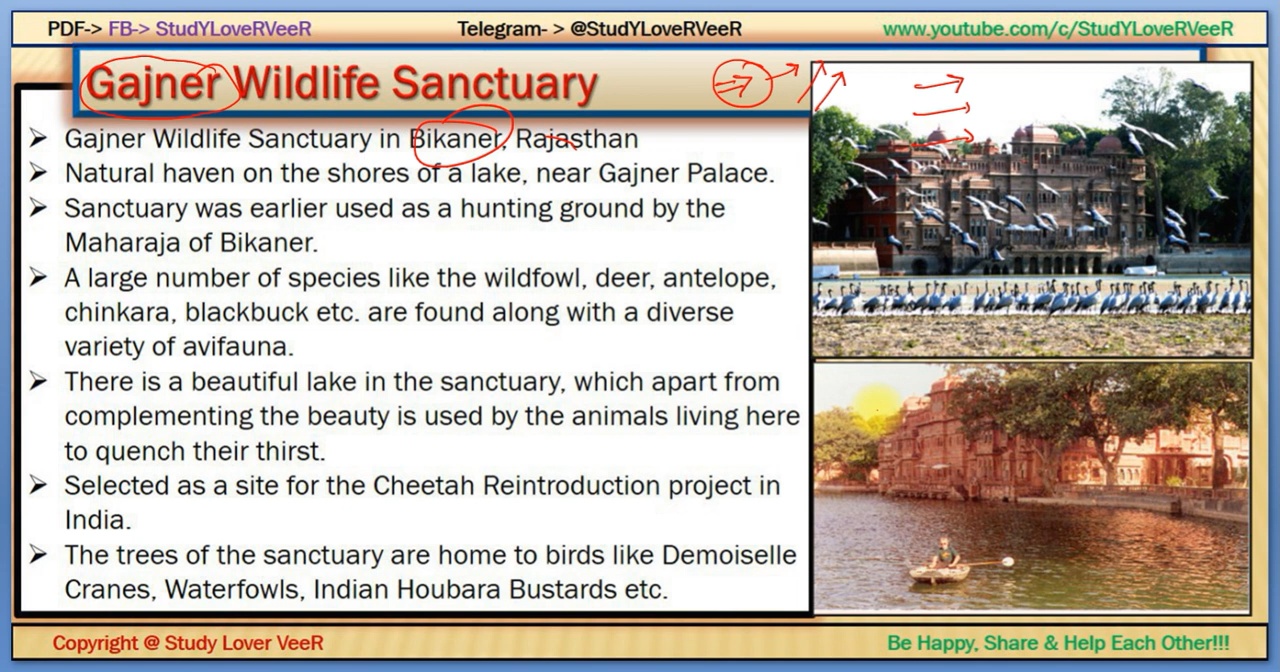 PDF-> FB-> StudYLoveRVeeR
Telegram- > @StudYLoveRVeeR
www.youtube.com/c/StudYLoveRVeeR
Gajner Wildlife Sanctuary
➤ Gajner Wildlife Sanctuary in Bikaner, Rajasthan
➤ Natural haven on the shores of a lake, near Gajner Palace.
➤ Sanctuary was earlier used as a hunting ground by the
Maharaja of Bikaner.
➤ A large number of species like the wildfowl, deer, antelope,
chinkara, blackbuck etc. are found along with a diverse
variety of avifauna.
➤ There is a beautiful lake in the sanctuary, which apart from
complementing the beauty is used by the animals living here
to quench their thirst.
➤ Selected as a site for the Cheetah Reintroduction project in
India.
➤ The trees of the sanctuary are home to birds like Demoiselle
Cranes, Waterfowls, Indian Houbara Bustards etc.
Copyright @ Study Lover VeeR
Be Happy, Share & Help Each Other!!!